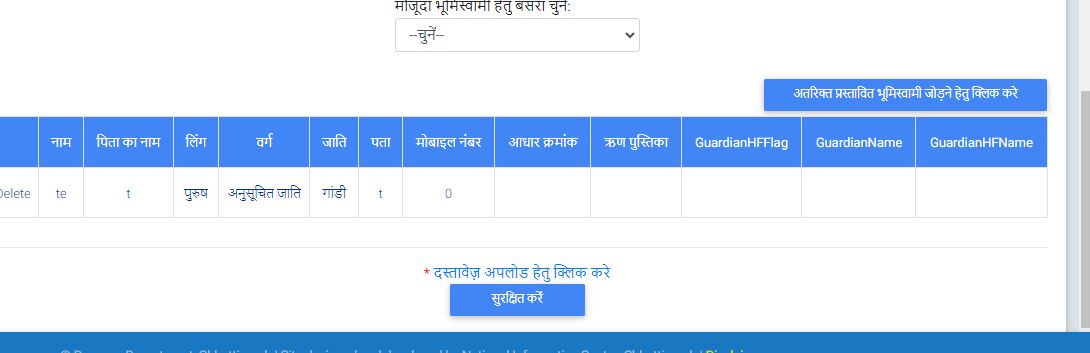 मौजूदा भूमिस्वामी हेतु बसरा चुनें:
--चुनें--
अतरिक्त प्रस्तावित भूमिस्वामी जोड़ने हेतु क्लिक करे
नाम पिता का नाम लिंग वर्ग जाति पता मोबाइल नंबर आधार क्रमांक ऋण पुस्तिका GuardianHFFlag GuardianName GuardianHFName
Delete te t पुरुष अनुसूचित जाति गांडी t 0
* दस्तावेज़ अपलोड हेतु क्लिक करे
सुरक्षित करें